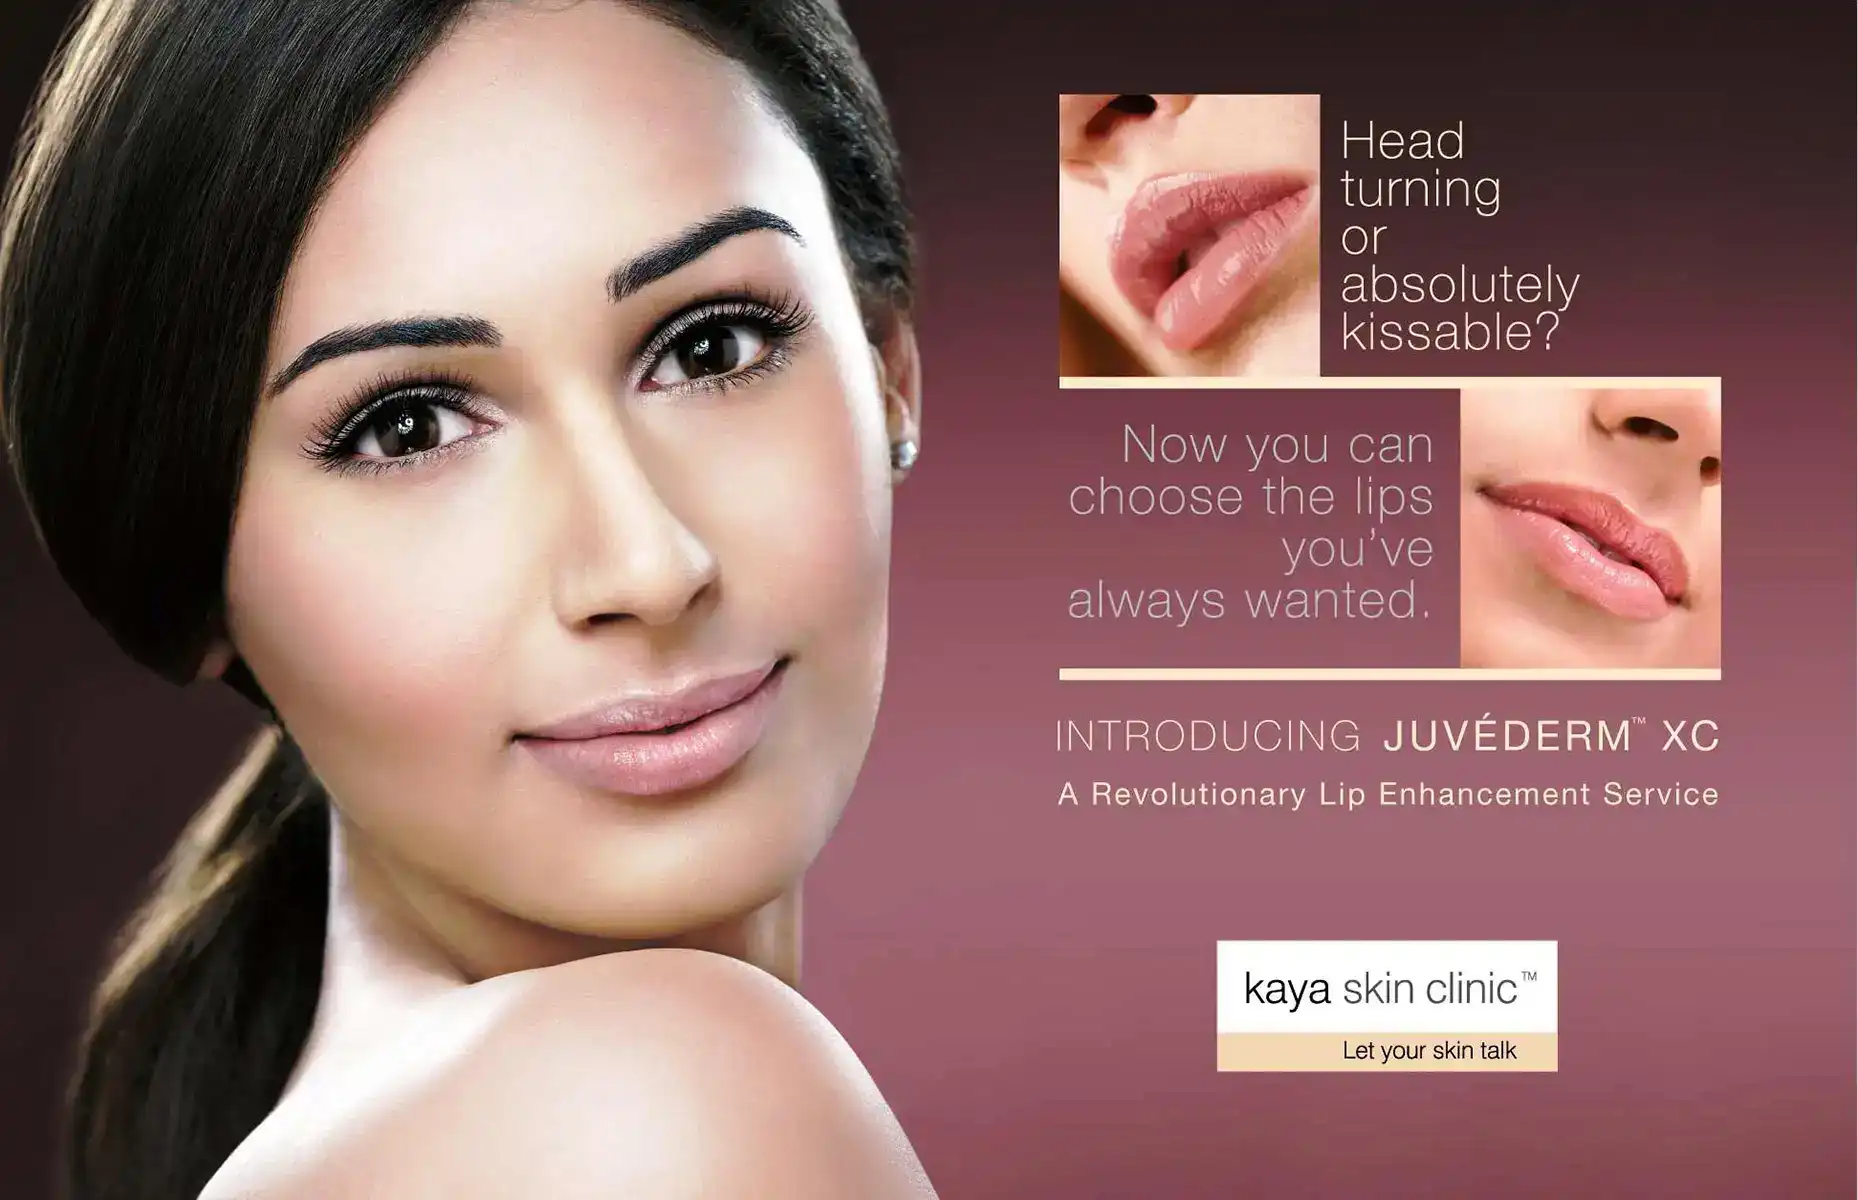 Head
turning
or
absolutely
kissable?
Now you can
choose the lips
you've
always wanted.
INTRODUCING JUVÉDERM™ XC
A Revolutionary Lip Enhancement Service
kaya skin clinic™
Let your skin talk